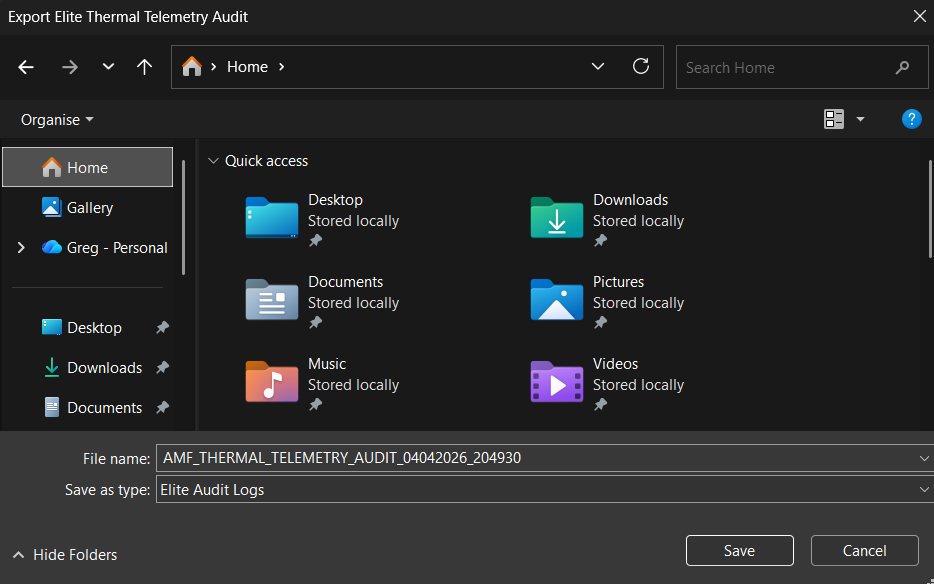 Export Elite Thermal Telemetry Audit
Home
Search Home
Organise
?
Home
Gallery
Greg - Personal
Desktop
Downloads
Documents
Quick access
Desktop
Stored locally
Downloads
Stored locally
Documents
Stored locally
Pictures
Stored locally
Music
Stored locally
Videos
Stored locally
File name: AMF_THERMAL_TELEMETRY_AUDIT_04042026_204930
Save as type: Elite Audit Logs
Hide Folders
Save
Cancel